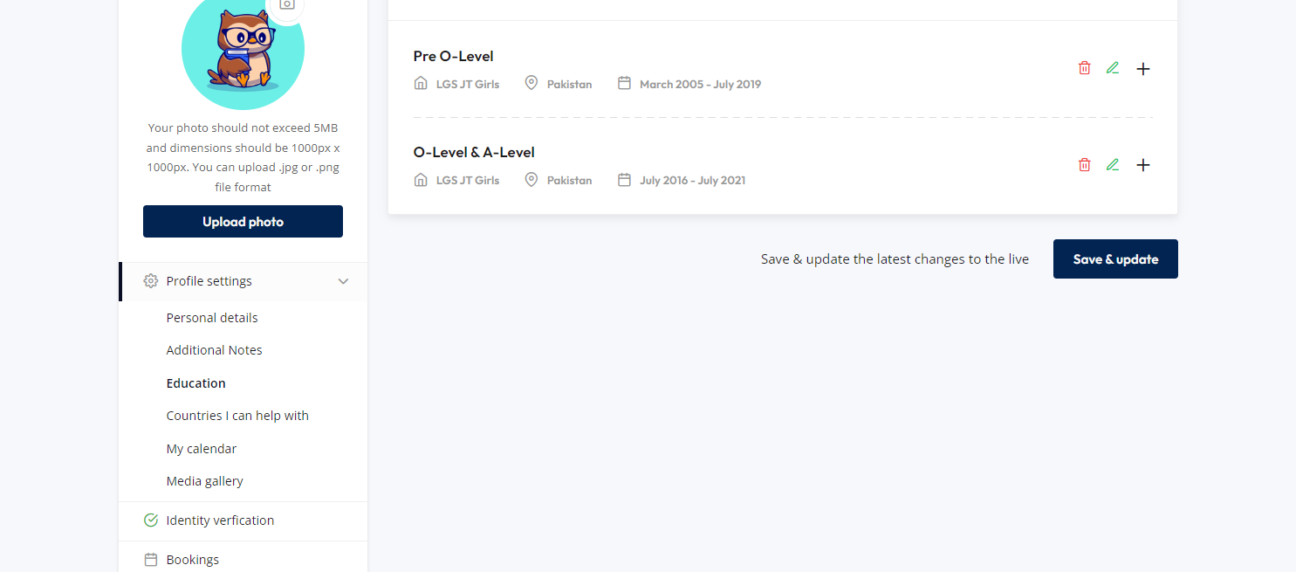 Your photo should not exceed 5MB
and dimensions should be 1000px x
1000px. You can upload .jpg or .png
file format
Upload photo
Profile settings
Personal details
Additional Notes
Education
Countries I can help with
My calendar
Media gallery
Identity verfication
Bookings
Pre O-Level
LGS JT Girls Pakistan March 2005 - July 2019
O-Level & A-Level
LGS JT Girls Pakistan July 2016 - July 2021
Save & update the latest changes to the live Save & update